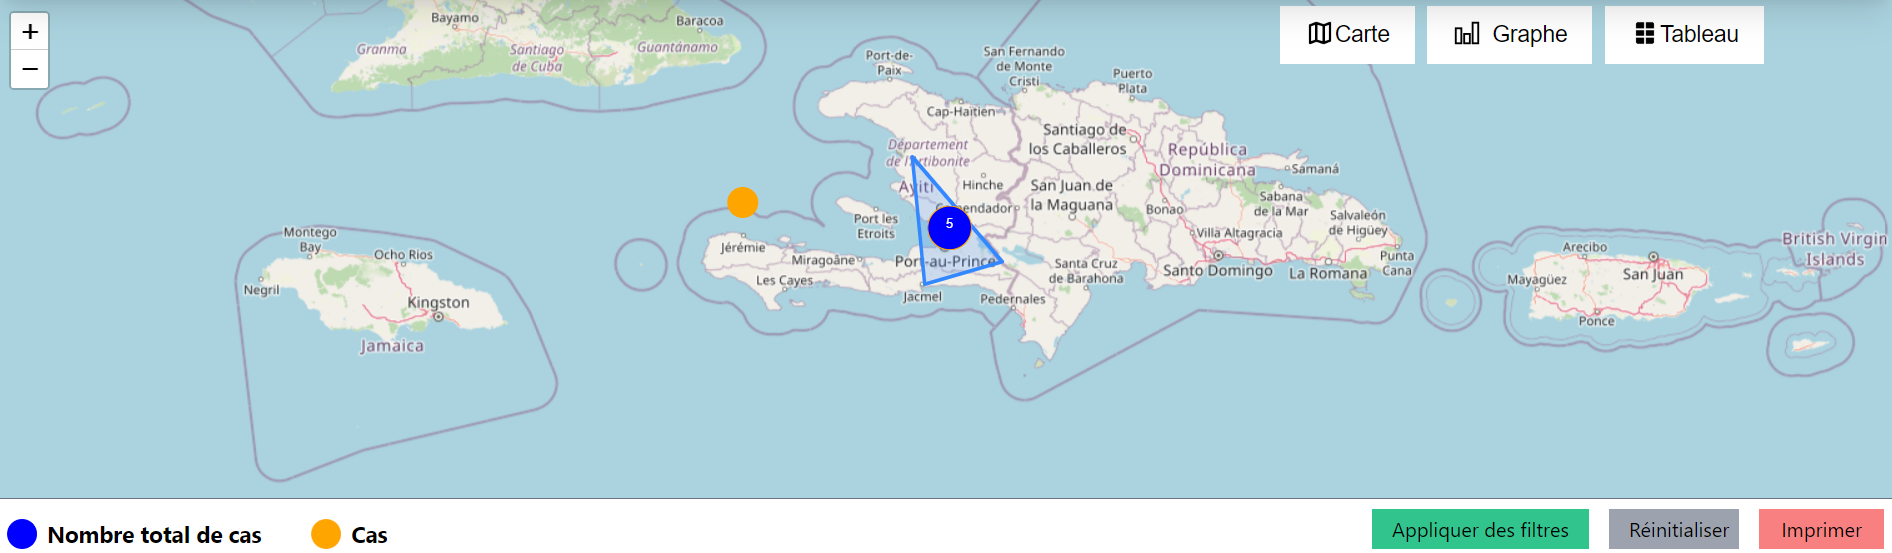 +
−
Carte
Graphe
Tableau
Bayamo
Baracoa
Granma
Santiago
de Cuba
Guantánamo
Port-de-
Paix
San Fernando
de Monte
Cristi
Puerto
Plata
Cap-Haïtien
Santiago de
los Caballeros
Département
de l'Artibonite
República
Dominicana
Samaná
Ayiti
Hinche
San Juan de
la Maguana
Sabana
de la Mar
Bonao
Salvaleón
de Higüey
Port les
Etroits
5
Villa Altagracia
Montego
Bay
Ocho Rios
Jérémie
Miragoâne
Port-au-Prince
Santa Cruz
de Barahona
Santo Domingo
La Romana
Punta
Cana
Arecibo
British Virgin
Islands
Negril
Les Cayes
Mayagüez
San Juan
Kingston
Jacmel
Pedernales
Ponce
Jamaica
Nombre total de cas
Cas
Appliquer des filtres
Réinitialiser
Imprimer